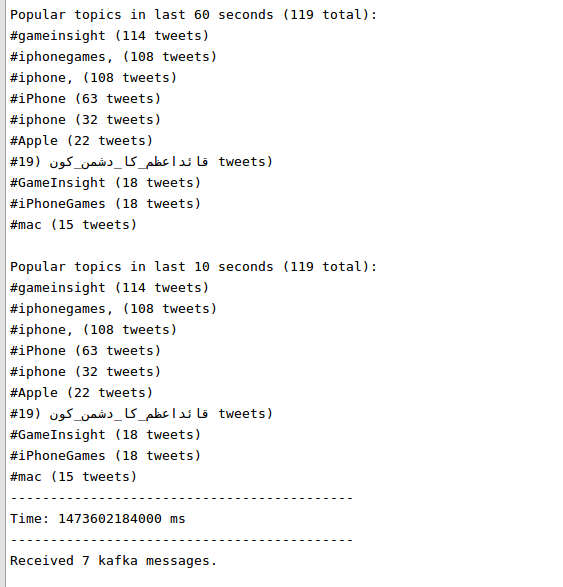 Popular topics in last 60 seconds (119 total):
#gameinsight (114 tweets)
#iphonegames, (108 tweets)
#iphone, (108 tweets)
#iPhone (63 tweets)
#iphone (32 tweets)
#Apple (22 tweets)
#قائداعظم_کا_دشمن_کون (19 tweets)
#GameInsight (18 tweets)
#iPhoneGames (18 tweets)
#mac (15 tweets)
Popular topics in last 10 seconds (119 total):
#gameinsight (114 tweets)
#iphonegames, (108 tweets)
#iphone, (108 tweets)
#iPhone (63 tweets)
#iphone (32 tweets)
#Apple (22 tweets)
#قائداعظم_کا_دشمن_کون (19 tweets)
#GameInsight (18 tweets)
#iPhoneGames (18 tweets)
#mac (15 tweets)
-------------------------------------------
Time: 1473602184000 ms
-------------------------------------------
Received 7 kafka messages.